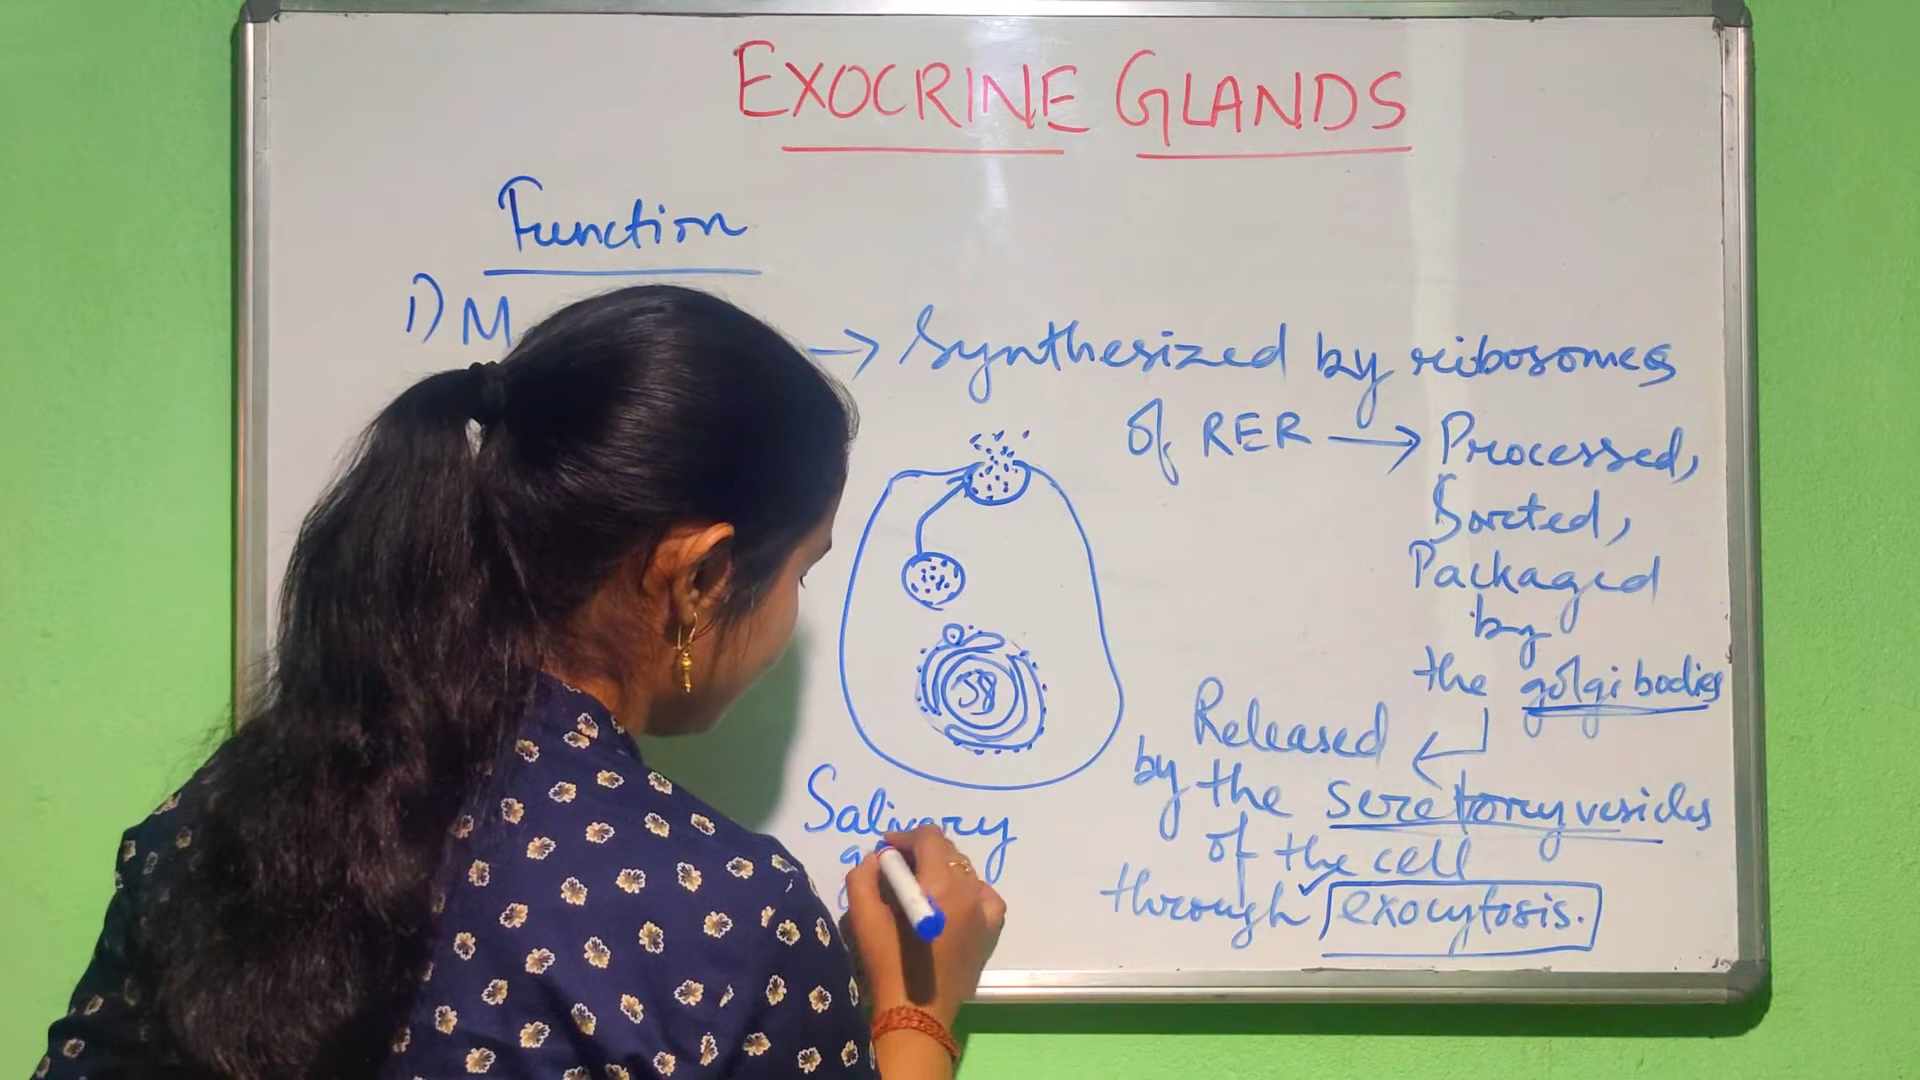 EXOCRINE GLANDS
Function
1) M
→ Synthesized by ribosomes
of RER → Processed,
Sorted,
Packaged
by
the golgi bodies
Released
by the secretory vesicles
of the cell
through exocytosis.
Salivary
g